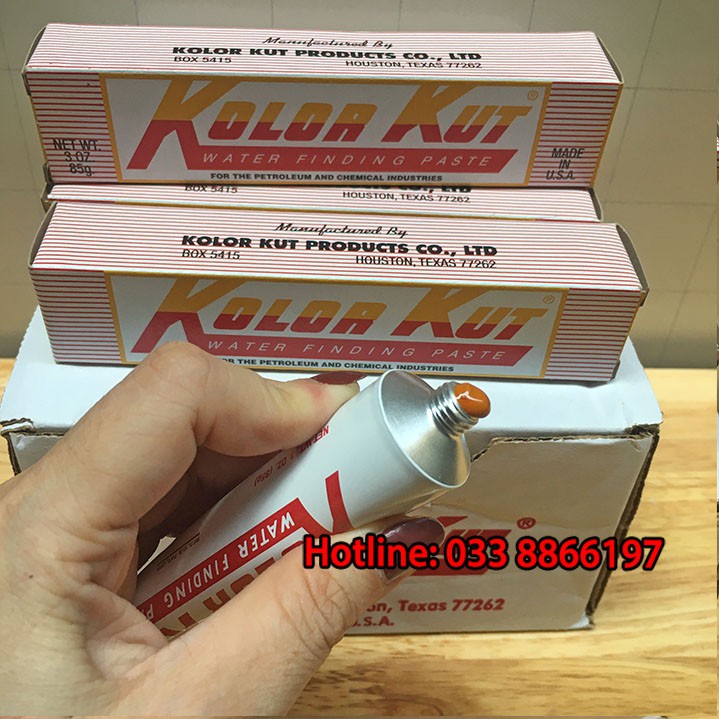 Manufactured By
KOLOR KUT PRODUCTS CO., LTD
BOX 5415 HOUSTON, TEXAS 77262
KOLOR KUT®
WATER FINDING PASTE
NET WT.
3 OZ
85g.
MADE
IN
U.S.A.
FOR THE PETROLEUM AND CHEMICAL INDUSTRIES
BOX 5415 HOUSTON, TEXAS 77262
Manufactured By
KOLOR KUT PRODUCTS CO., LTD
BOX 5415 HOUSTON, TEXAS 77262
KOLOR KUT®
WATER FINDING PASTE
FOR THE PETROLEUM AND CHEMICAL INDUSTRIES
WATER FINDING
KUT®
Hotline: 033 8866197
Texas 77262
S.A.